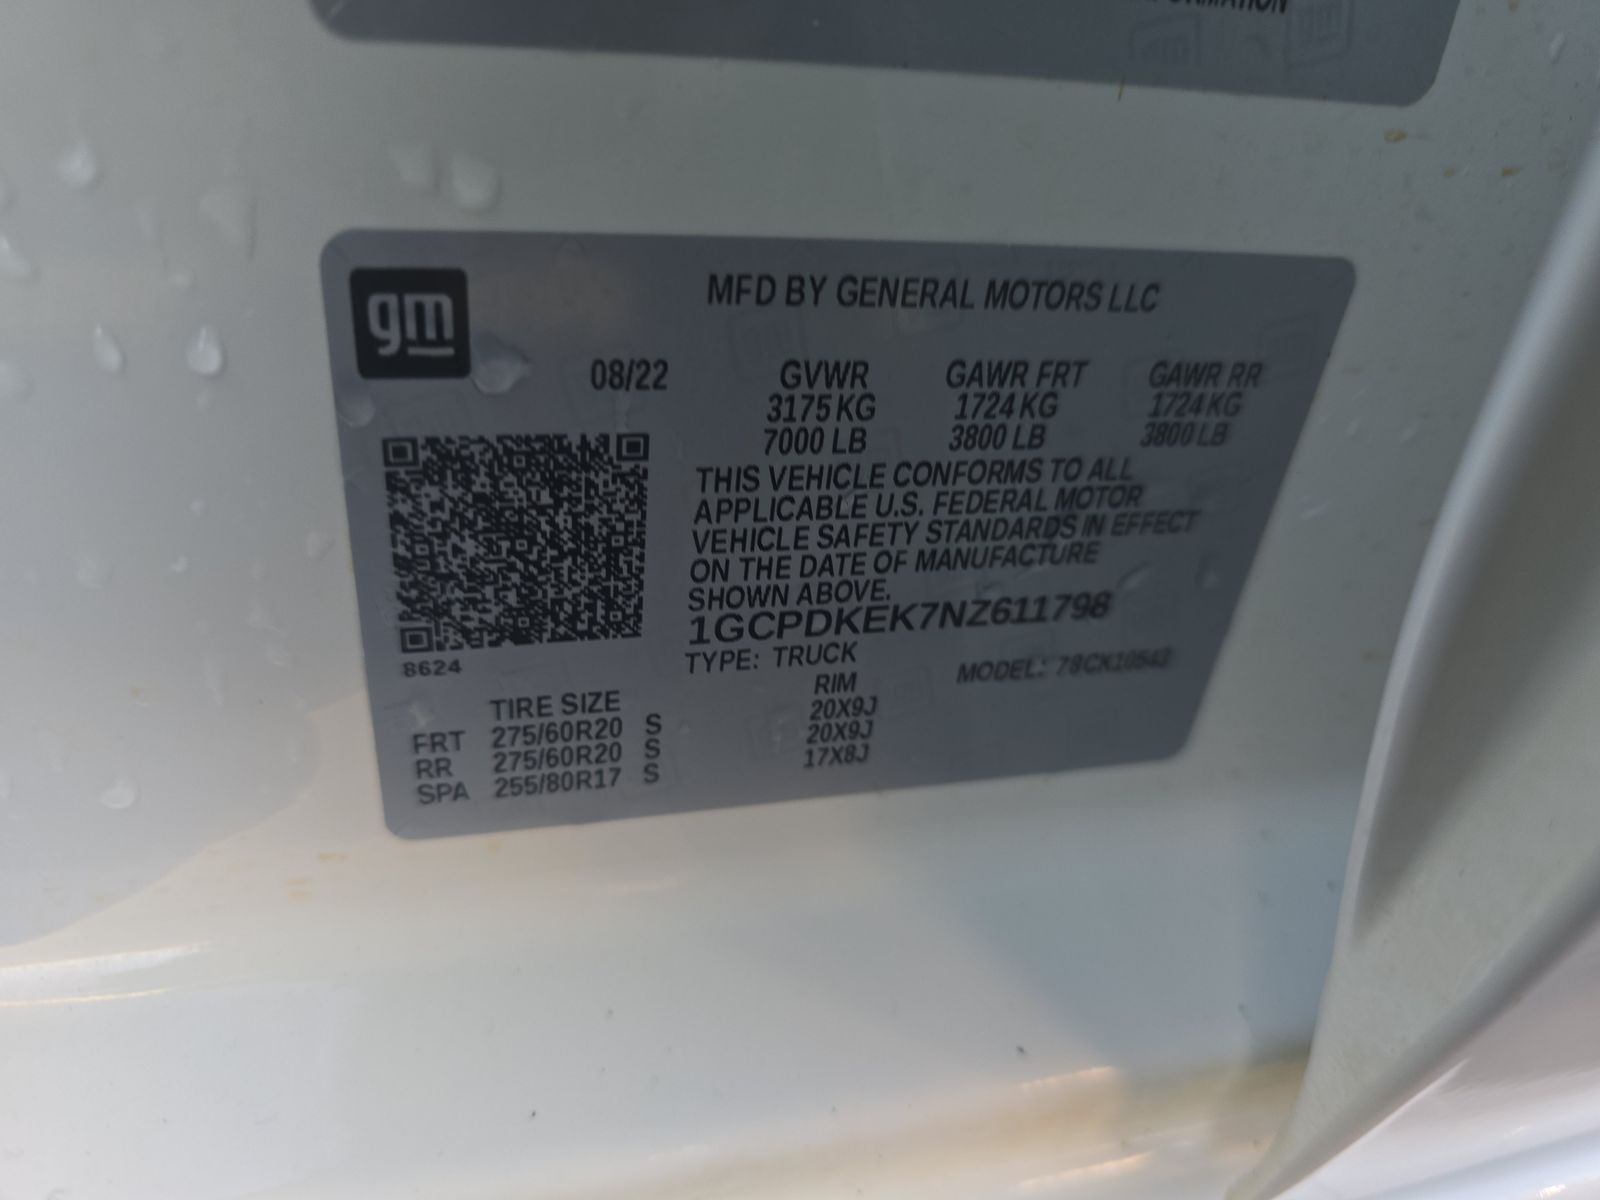 gm
MFD BY GENERAL MOTORS LLC
08/22 GVWR GAWR FRT GAWR RR
3175 KG 1724 KG 1724 KG
7000 LB 3800 LB 3800 LB
THIS VEHICLE CONFORMS TO ALL
APPLICABLE U.S. FEDERAL MOTOR
VEHICLE SAFETY STANDARDS IN EFFECT
ON THE DATE OF MANUFACTURE
SHOWN ABOVE.
1GCPDKEK7NZ611798
8624
TYPE: TRUCK MODEL:
TIRE SIZE RIM
FRT 275/60R20 S 20X9J
RR 275/60R20 S 20X9J
SPA 255/80R17 S 17X8J